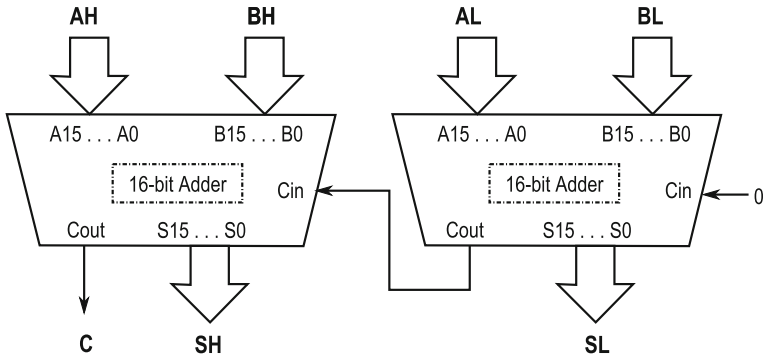 AH BH AL BL
A15 . . . A0 B15 . . . B0 A15 . . . A0 B15 . . . B0
16-bit Adder Cin 16-bit Adder Cin 0
Cout S15 . . . S0 Cout S15 . . . S0
C SH SL